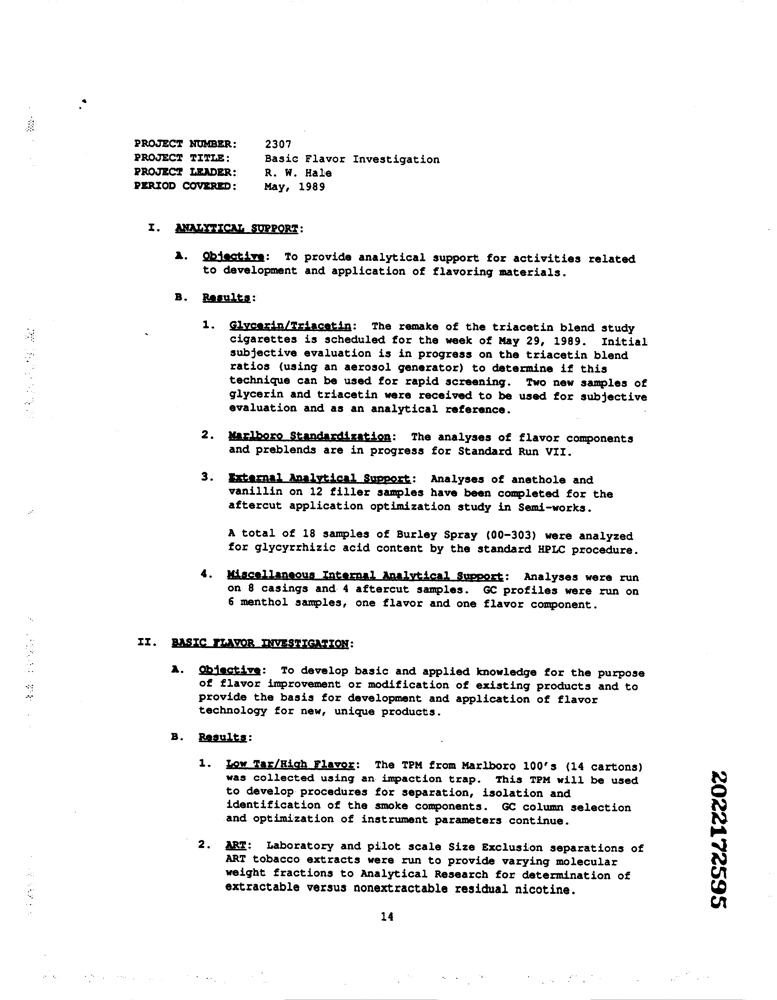 PROJECT NUMBER: 2307
PROJECT TITLE: Basic Flavor Investigation
PROJECT LEADER: R. W. Hale
PERIOD COVERED: May, 1989
I. ANALYTICAL SUPPORT:
A. Objective: To provide analytical support for activities related
to development and application of flavoring materials.
B. Results:
1. Glycerin/Triacetin: The remake of the triacetin blend study
cigarettes is scheduled for the week of May 29, 1989. Initial
subjective evaluation is in progress on the triacetin blend
ratios (using an aerosol generator) to determine if this
technique can be used for rapid screening. Two new samples of
glycerin and triacetin were received to be used for subjective
evaluation and as an analytical reference.
2. Marlboro Standardization: The analyses of flavor components
and preblends are in progress for Standard Run VII.
3. External Analytical Support: Analyses of anethole and
vanillin on 12 filler samples have been completed for the
aftercut application optimization study in Semi-works.
A total of 18 samples of Burley Spray (00-303) were analyzed
for glycyrrhizic acid content by the standard HPLC procedure.
4. Miscellaneous Internal Analytical Support: Analyses were run
on 8 casings and 4 aftercut samples. GC profiles were run on
6 menthol samples, one flavor and one flavor component.
II. BASIC FLAVOR INVESTIGATION:
A. Objective: To develop basic and applied knowledge for the purpose
of flavor improvement or modification of existing products and to
provide the basis for development and application of flavor
technology for new, unique products.
B. Results:
1. Low Tar/High Flavor: The TPM from Marlboro 100's (14 cartons)
was collected using an impaction trap. This TPM will be used
to develop procedures for separation, isolation and
identification of the smoke components. GC column selection
and optimization of instrument parameters continue.
2. ART: Laboratory and pilot scale Size Exclusion separations of
ART tobacco extracts were run to provide varying molecular
weight fractions to Analytical Research for determination of
extractable versus nonextractable residual nicotine.
14
2022172595